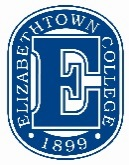 ELIZABETHTOWN COLLEGE
E
• 1899 •